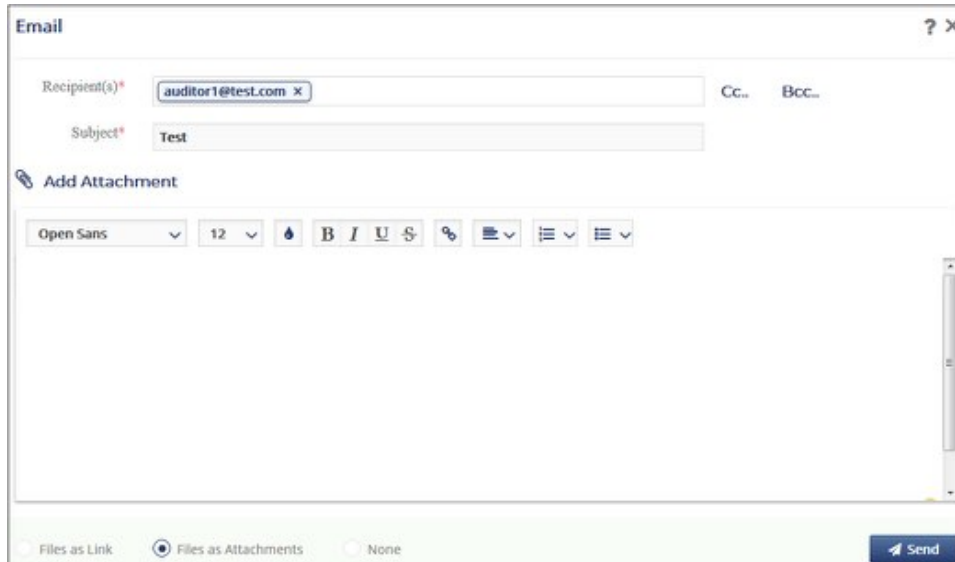 Email ? ×
Recipient(s)* auditor1@test.com × Cc.. Bcc..
Subject* Test
Add Attachment
Open Sans 12 B I U S
Files as Link Files as Attachments None Send